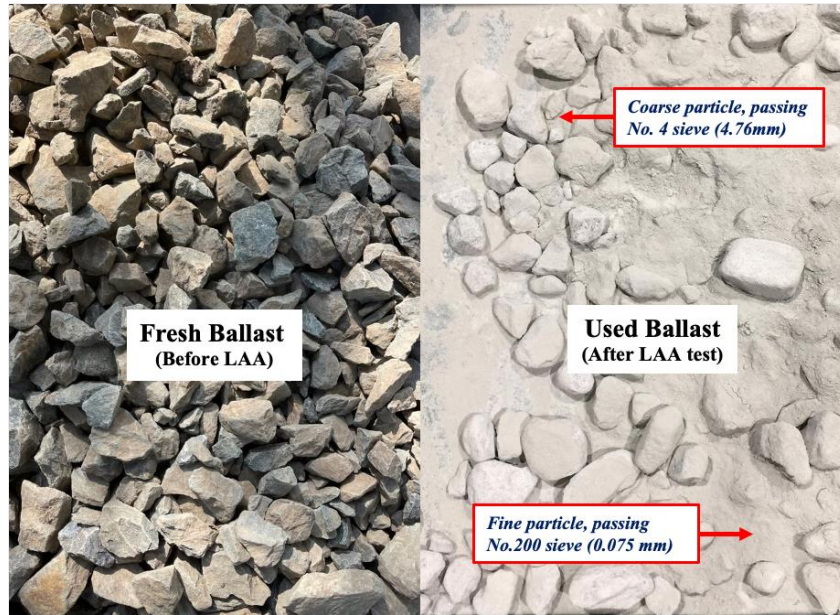 Coarse particle, passing
No. 4 sieve (4.76mm)
Fresh Ballast
(Before LAA)
Used Ballast
(After LAA test)
Fine particle, passing
No.200 sieve (0.075 mm)